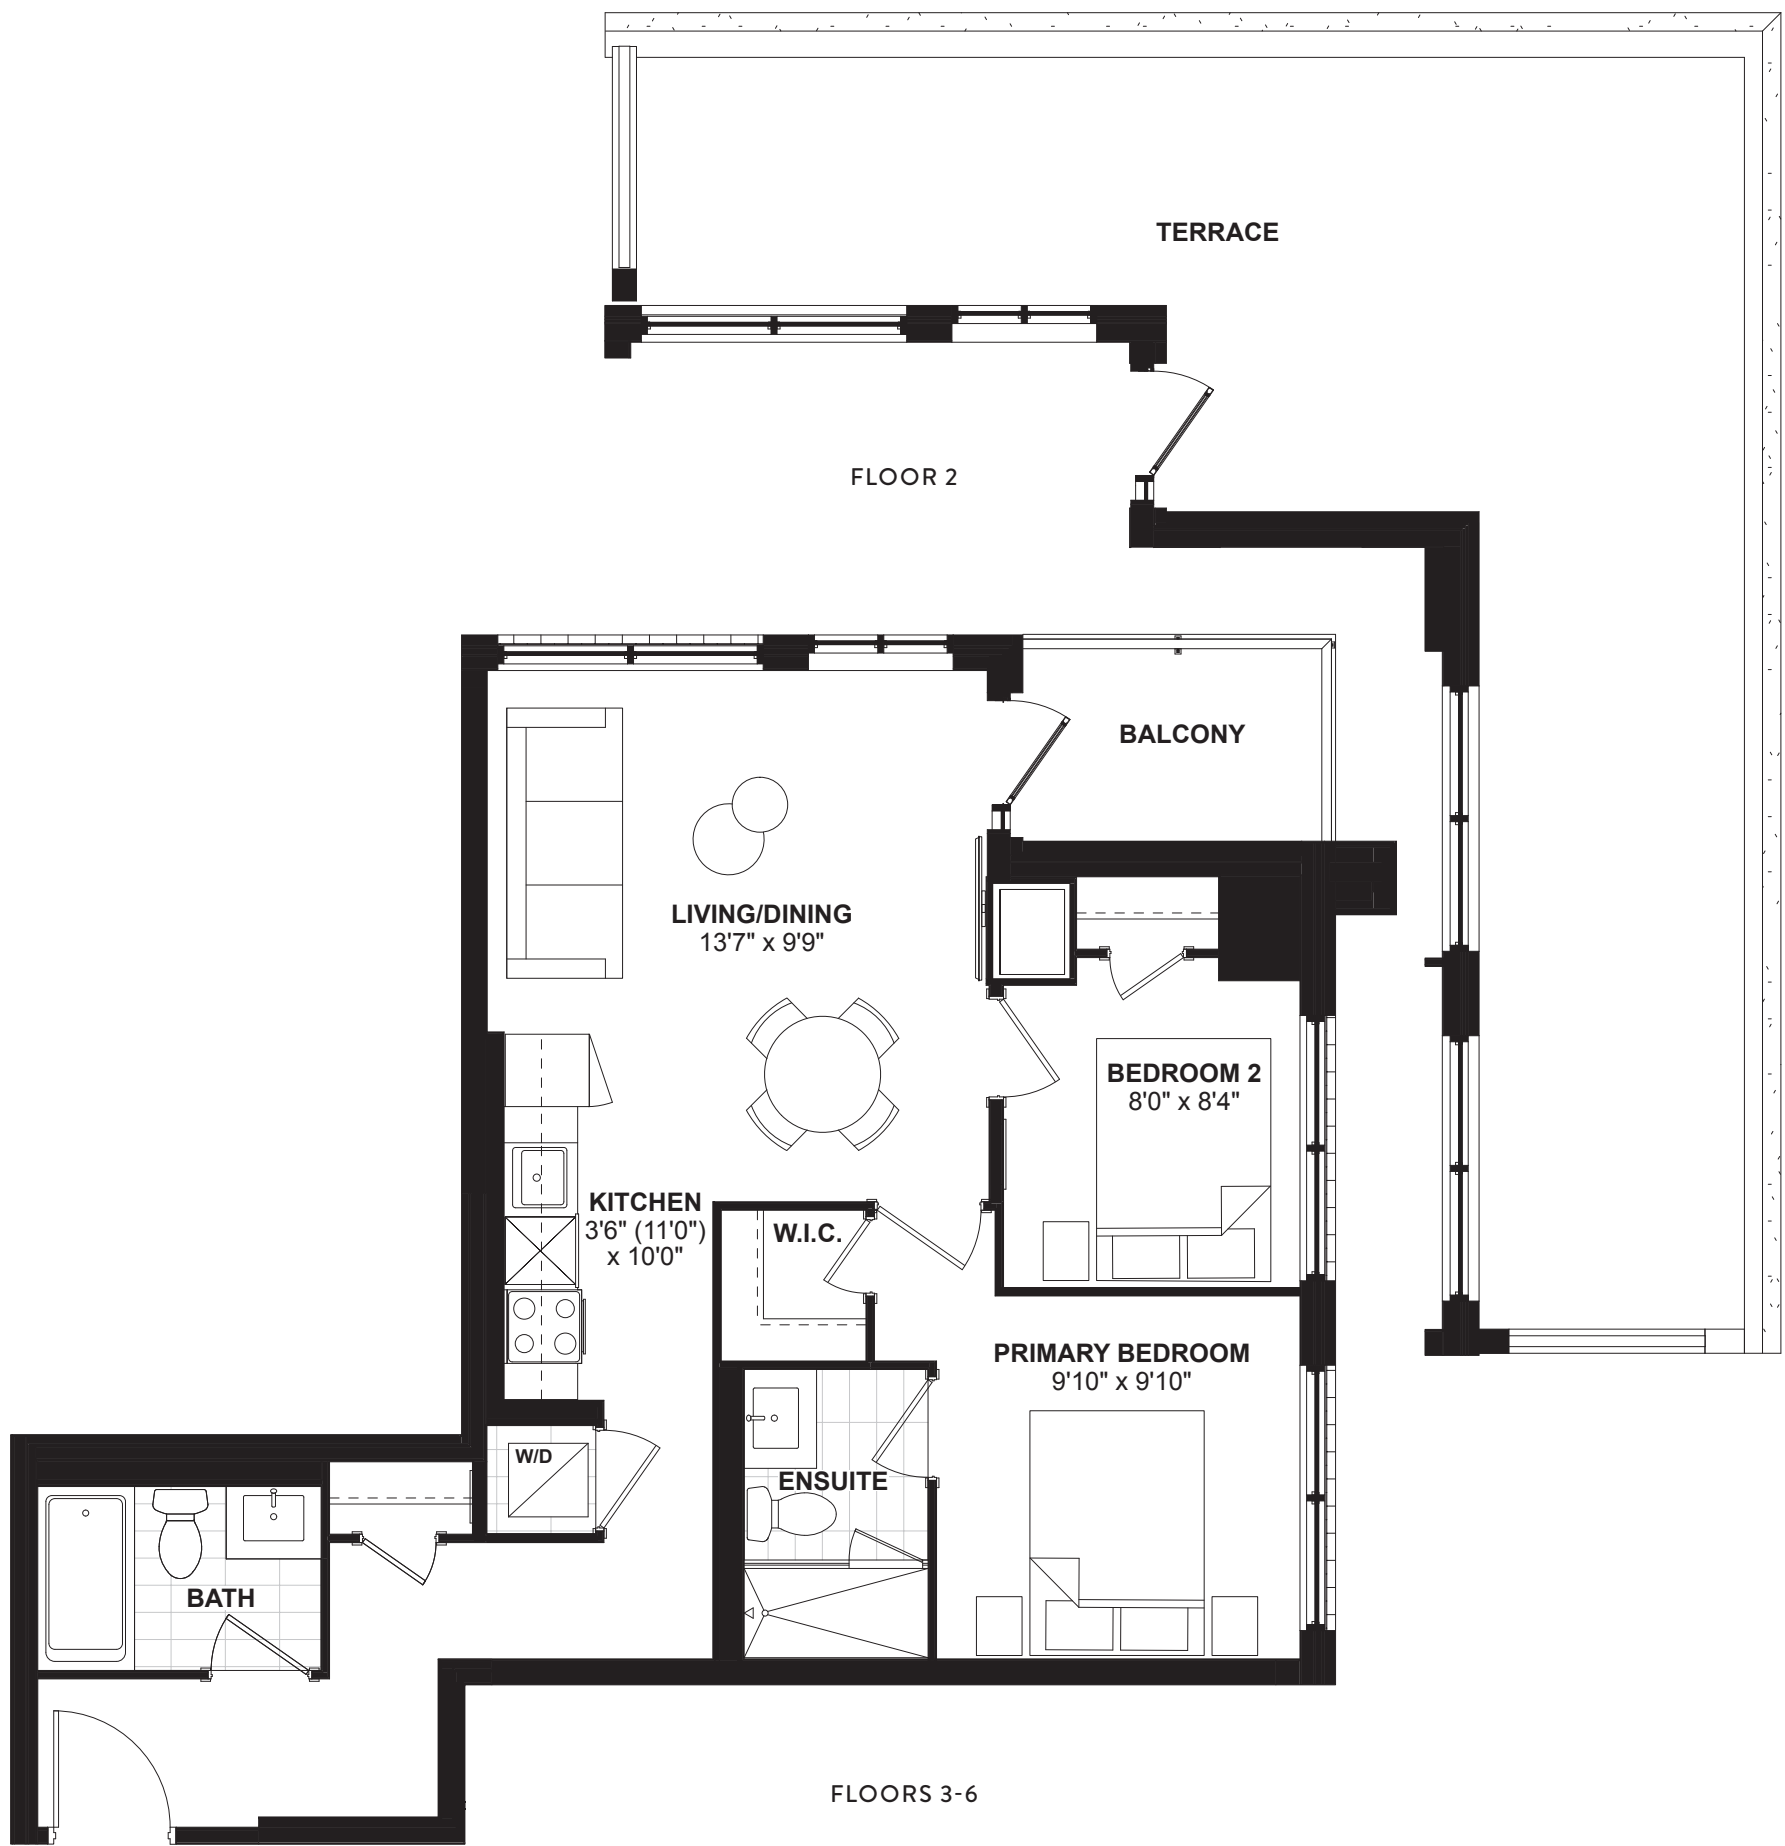 TERRACE
FLOOR 2
BALCONY
LIVING/DINING
13'7" x 9'9"
BEDROOM 2
8'0" x 8'4"
KITCHEN
3'6" (11'0")
x 10'0"
W.I.C.
PRIMARY BEDROOM
9'10" x 9'10"
W/D
ENSUITE
BATH
FLOORS 3-6